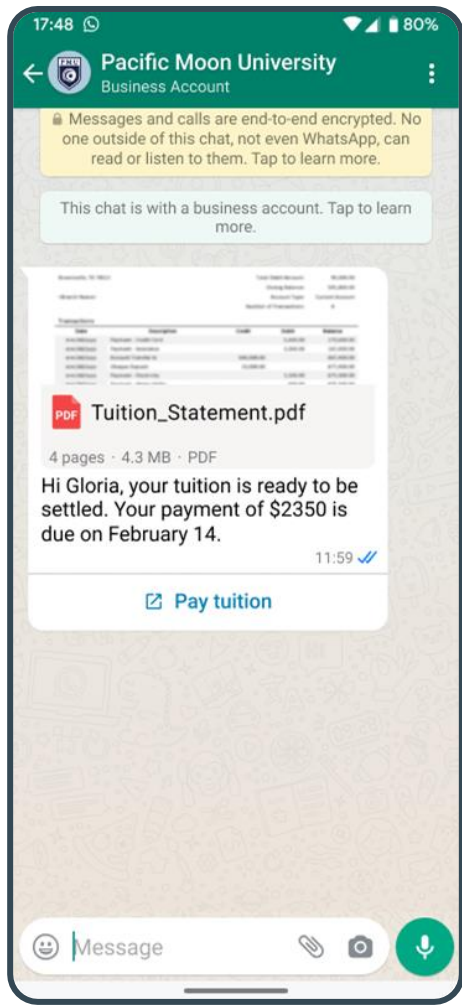 17:48 80%
PMU
Pacific Moon University
Business Account
Messages and calls are end-to-end encrypted. No
one outside of this chat, not even WhatsApp, can
read or listen to them. Tap to learn more.
This chat is with a business account. Tap to learn
more.
Transactions
PDF Tuition_Statement.pdf
4 pages · 4.3 MB · PDF
Hi Gloria, your tuition is ready to be
settled. Your payment of $2350 is
due on February 14.
11:59
Pay tuition
Message